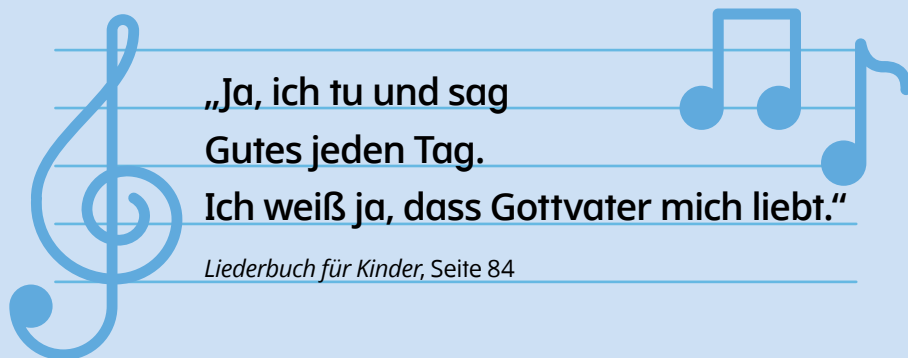 „Ja, ich tu und sag
Gutes jeden Tag.
Ich weiß ja, dass Gottvater mich liebt.“
Liederbuch für Kinder, Seite 84